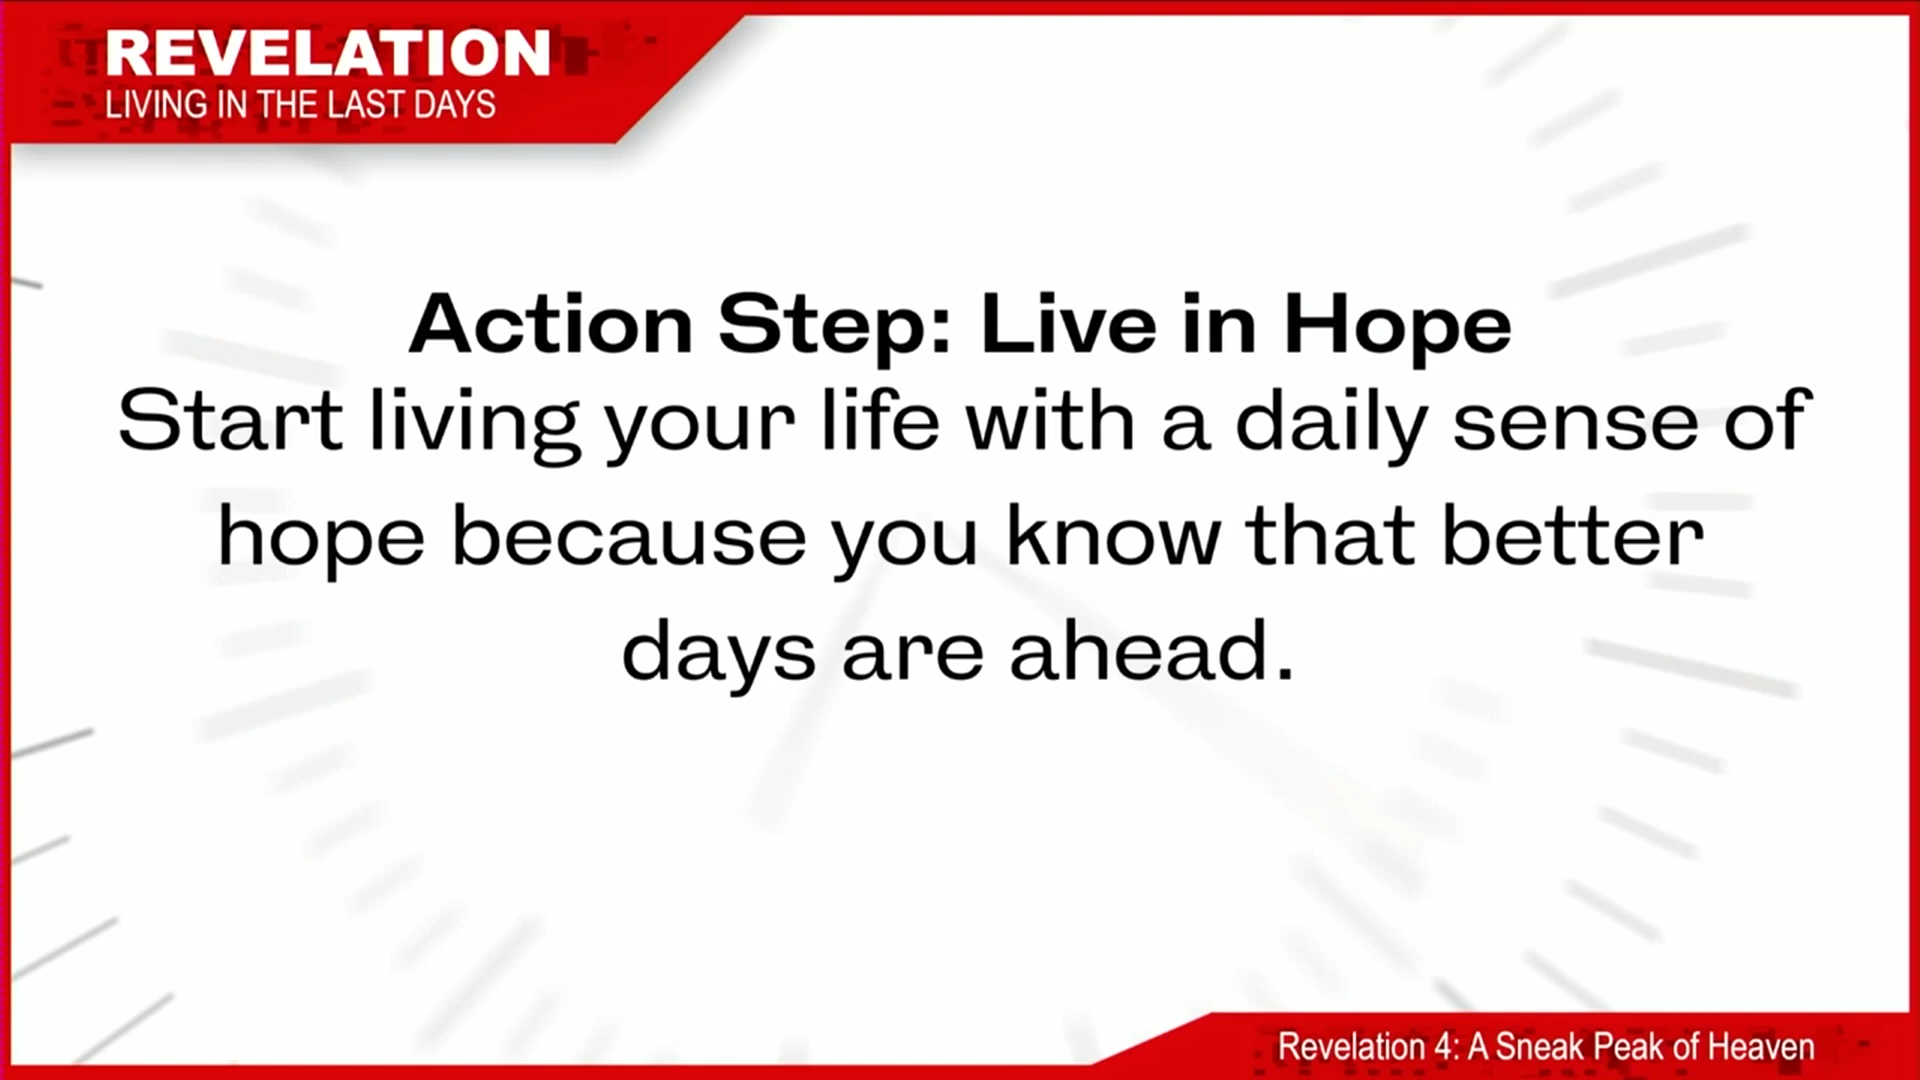 REVELATION
LIVING IN THE LAST DAYS
Action Step: Live in Hope
Start living your life with a daily sense of
hope because you know that better
days are ahead.
Revelation 4: A Sneak Peak of Heaven